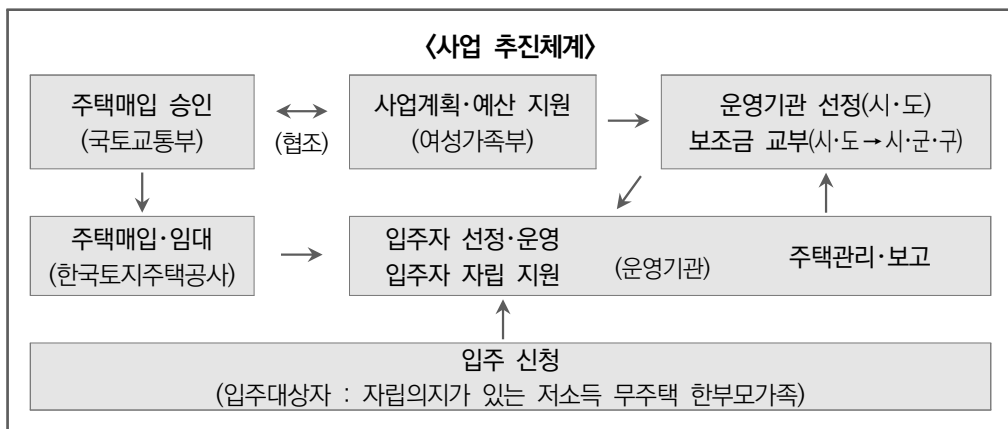 〈사업 추진체계〉
주택매입 승인
(국토교통부)
(협조)
사업계획·예산 지원
(여성가족부)
운영기관 선정(시·도)
보조금 교부(시·도→시·군·구)
주택매입·임대
(한국토지주택공사)
입주자 선정·운영
입주자 자립 지원
(운영기관)
주택관리·보고
입주 신청
(입주대상자 : 자립의지가 있는 저소득 무주택 한부모가족)